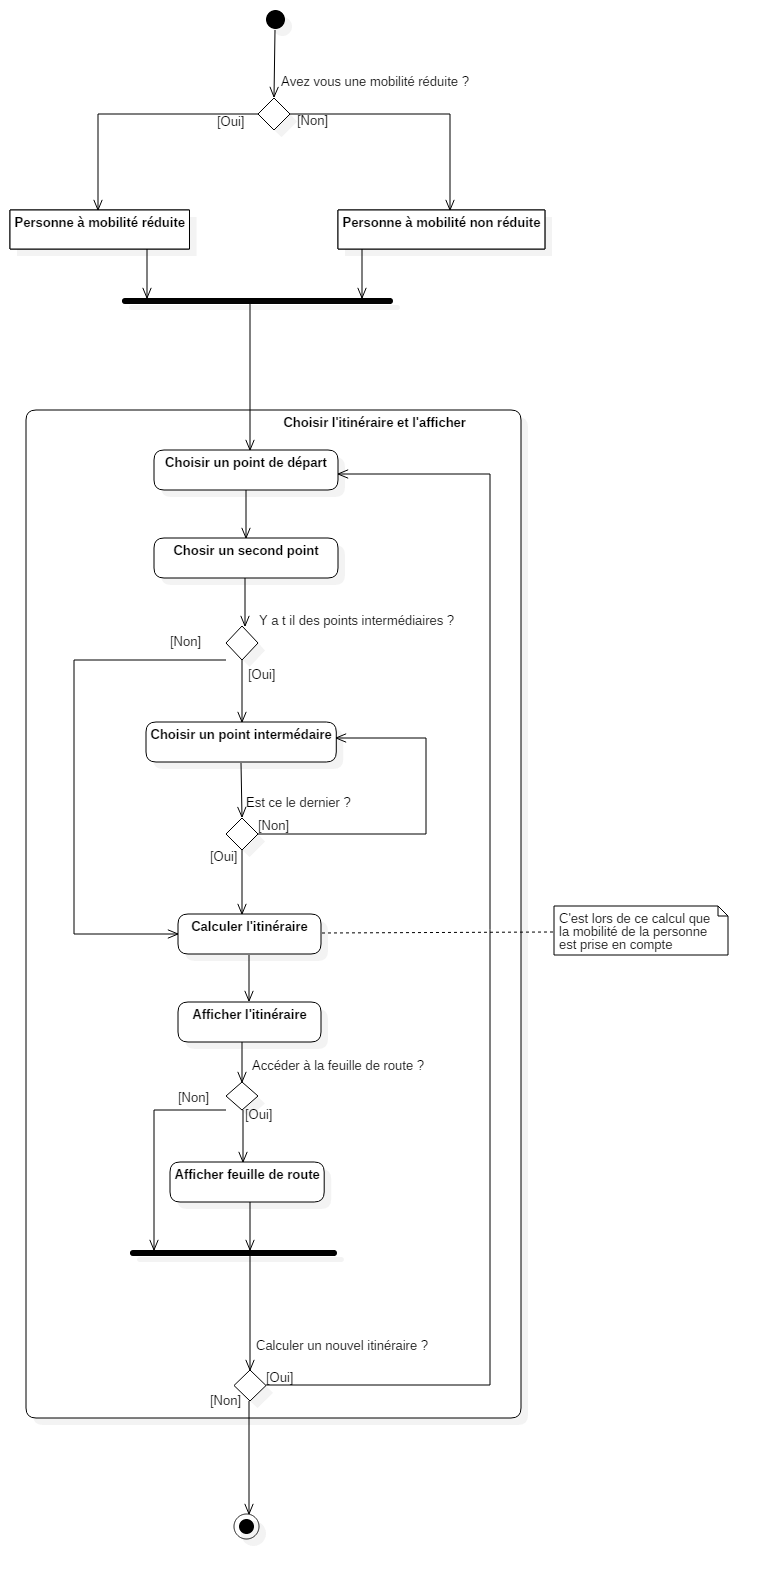 Avez vous une mobilité réduite ?
[Oui]
[Non]
Personne à mobilité réduite
Personne à mobilité non réduite
Choisir l'itinéraire et l'afficher
Choisir un point de départ
Chosir un second point
Y a t il des points intermédiaires ?
[Non]
[Oui]
Choisir un point intermédaire
Est ce le dernier ?
[Non]
[Oui]
Calculer l'itinéraire
C'est lors de ce calcul que
la mobilité de la personne
est prise en compte
Afficher l'itinéraire
Accéder à la feuille de route ?
[Non]
[Oui]
Afficher feuille de route
Calculer un nouvel itinéraire ?
[Oui]
[Non]